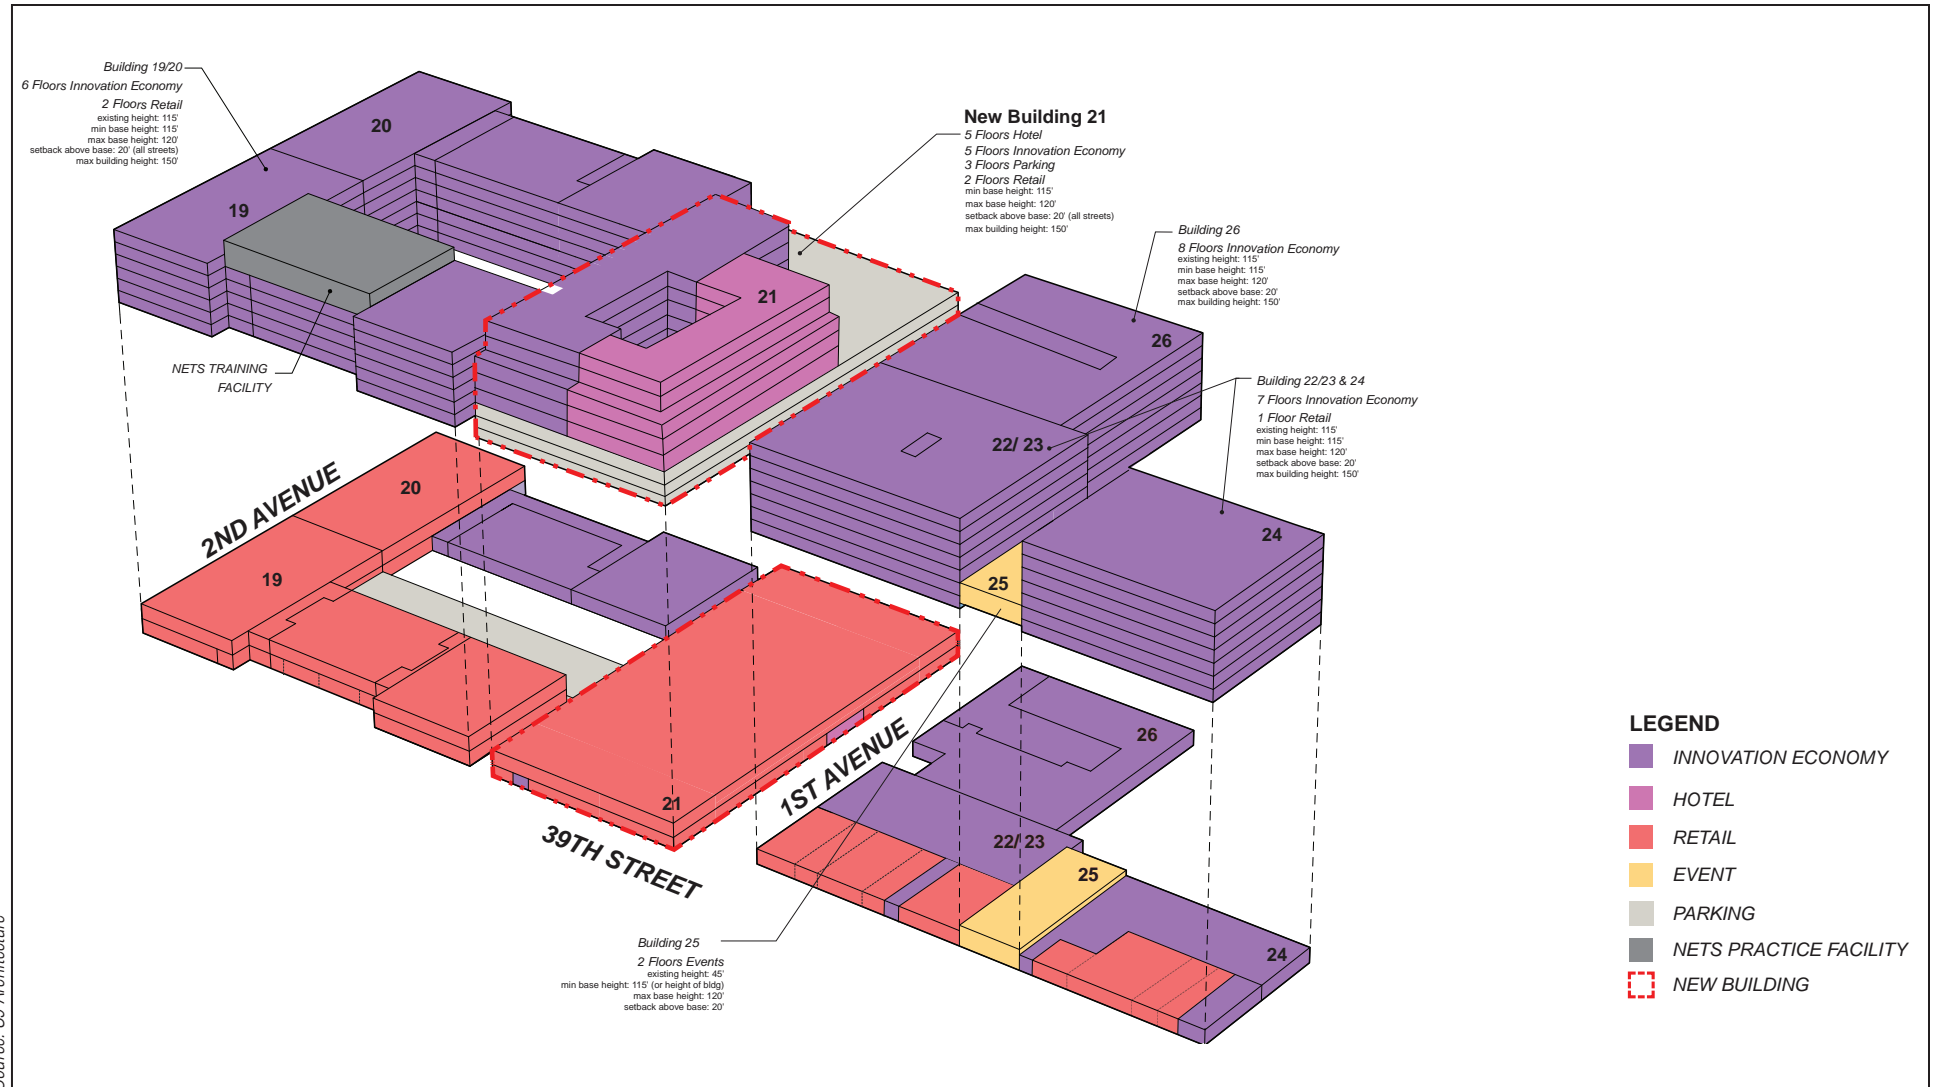 Building 19/20
6 Floors Innovation Economy
2 Floors Retail
existing height: 115'
min base height: 115'
max base height: 120'
setback above base: 20' (all streets)
max building height: 150'
20
19
NETS TRAINING
FACILITY
New Building 21
5 Floors Hotel
5 Floors Innovation Economy
3 Floors Parking
2 Floors Retail
min base height: 115'
max base height: 120'
setback above base: 20' (all streets)
max building height: 150'
21
Building 26
8 Floors Innovation Economy
existing height: 115'
min base height: 115'
max base height: 120'
setback above base: 20'
max building height: 150'
26
Building 22/23 & 24
7 Floors Innovation Economy
1 Floor Retail
existing height: 115'
min base height: 115'
max base height: 120'
setback above base: 20'
max building height: 150'
22/ 23
24
25
2ND AVENUE
20
19
21
39TH STREET
1ST AVENUE
26
22/ 23
25
24
Building 25
2 Floors Events
existing height: 45'
min base height: 115' (or height of bldg)
max base height: 120'
setback above base: 20'
LEGEND
INNOVATION ECONOMY
HOTEL
RETAIL
EVENT
PARKING
NETS PRACTICE FACILITY
NEW BUILDING